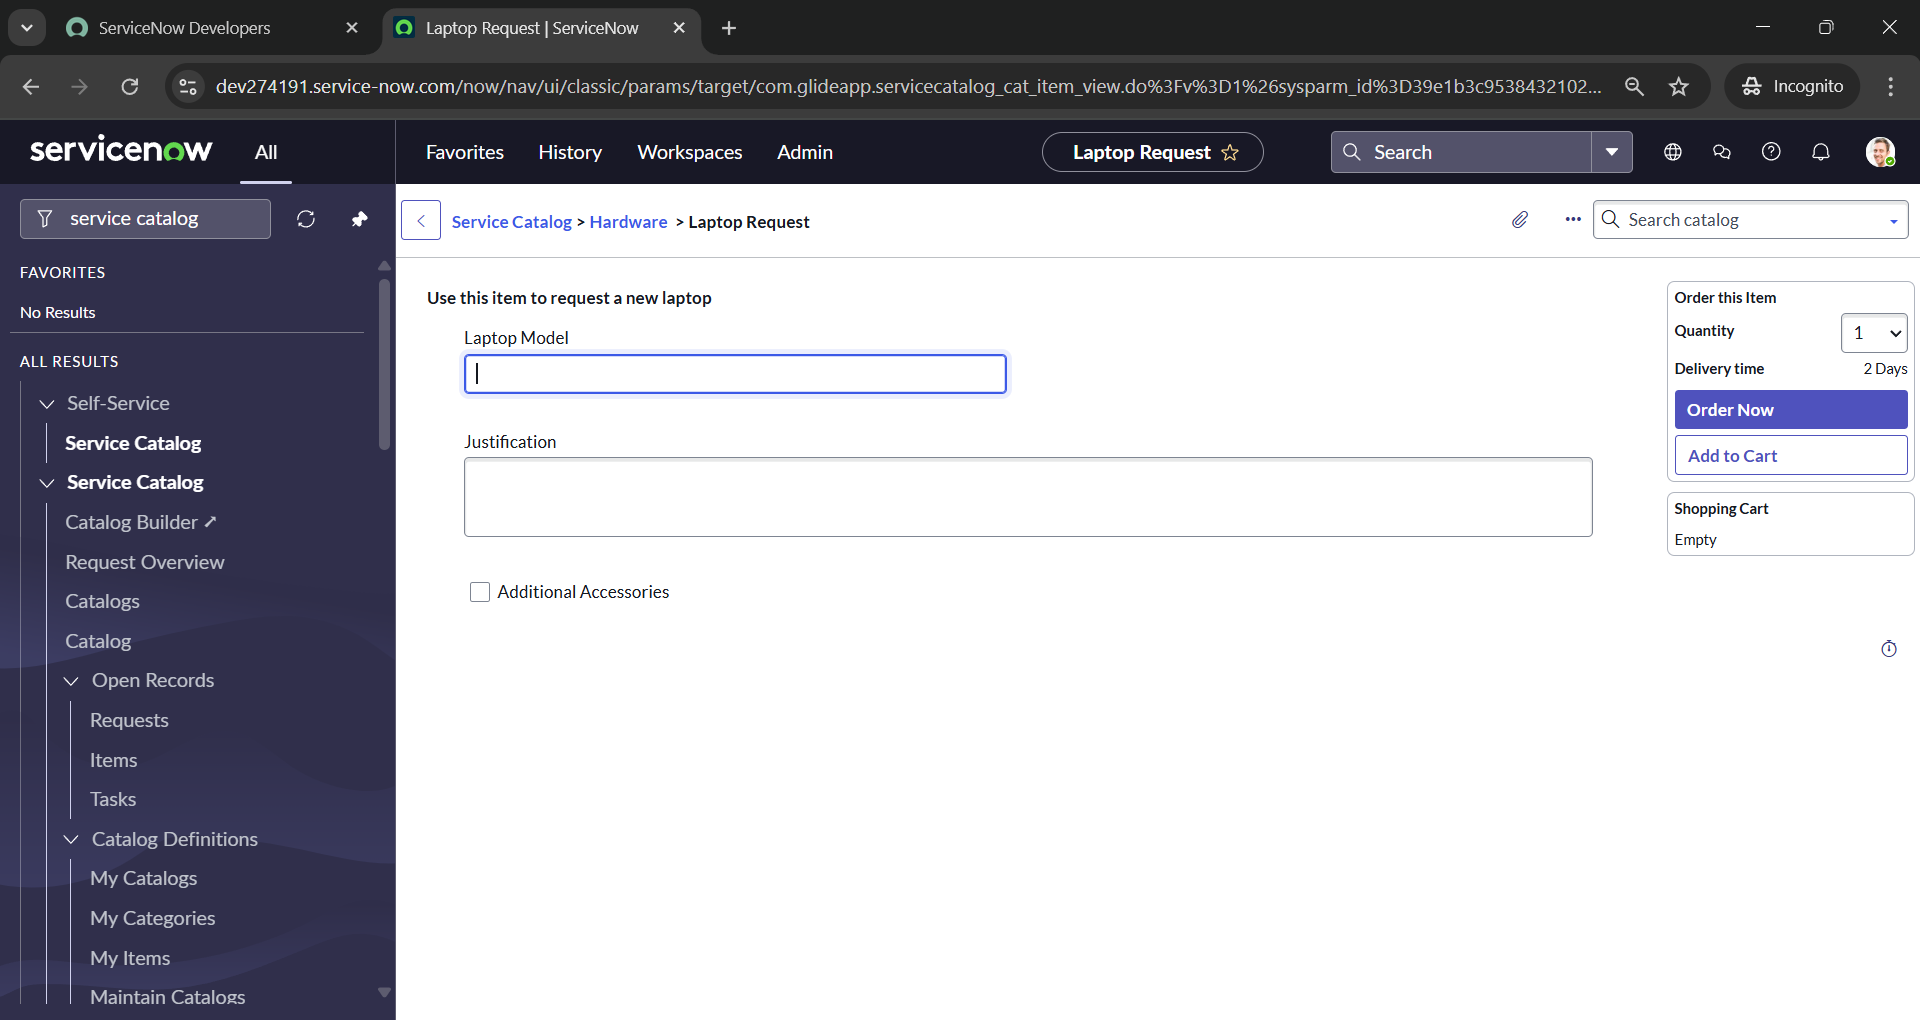 ServiceNow Developers
Laptop Request | ServiceNow
dev274191.service-now.com/now/nav/ui/classic/params/target/com.glideapp.servicecatalog_cat_item_view.do%3Fv%3D1%26sysparm_id%3D39e1b3c9538432102...
Incognito
servicenow
All
Favorites
History
Workspaces
Admin
Laptop Request
Search
service catalog
FAVORITES
No Results
ALL RESULTS
Self-Service
Service Catalog
Service Catalog
Catalog Builder
Request Overview
Catalogs
Catalog
Open Records
Requests
Items
Tasks
Catalog Definitions
My Catalogs
My Categories
My Items
Maintain Catalogs
Service Catalog > Hardware > Laptop Request
Search catalog
Use this item to request a new laptop
Laptop Model
Justification
Additional Accessories
Order this Item
Quantity 1
Delivery time 2 Days
Order Now
Add to Cart
Shopping Cart
Empty